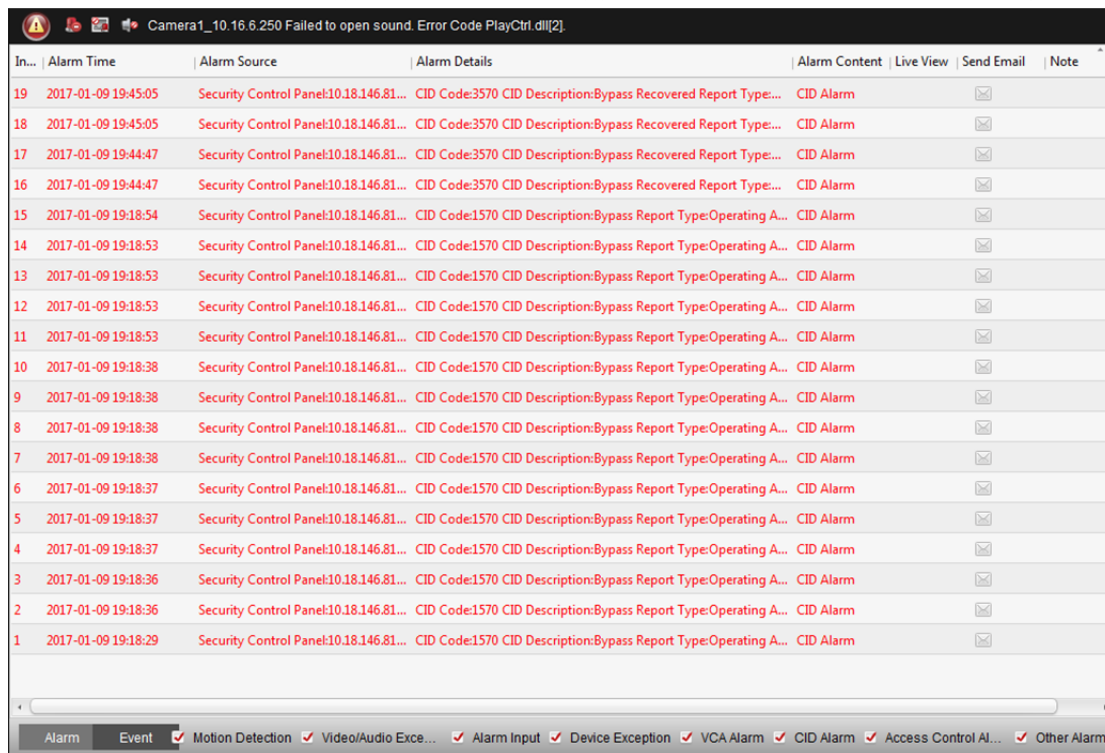 Camera1_10.16.6.250 Failed to open sound. Error Code PlayCtrl.dll[2].
In... Alarm Time Alarm Source Alarm Details Alarm Content Live View Send Email Note
19 2017-01-09 19:45:05 Security Control Panel:10.18.146.81... CID Code:3570 CID Description:Bypass Recovered Report Type:... CID Alarm
18 2017-01-09 19:45:05 Security Control Panel:10.18.146.81... CID Code:3570 CID Description:Bypass Recovered Report Type:... CID Alarm
17 2017-01-09 19:44:47 Security Control Panel:10.18.146.81... CID Code:3570 CID Description:Bypass Recovered Report Type:... CID Alarm
16 2017-01-09 19:44:47 Security Control Panel:10.18.146.81... CID Code:3570 CID Description:Bypass Recovered Report Type:... CID Alarm
15 2017-01-09 19:18:54 Security Control Panel:10.18.146.81... CID Code:1570 CID Description:Bypass Report Type:Operating A... CID Alarm
14 2017-01-09 19:18:53 Security Control Panel:10.18.146.81... CID Code:1570 CID Description:Bypass Report Type:Operating A... CID Alarm
13 2017-01-09 19:18:53 Security Control Panel:10.18.146.81... CID Code:1570 CID Description:Bypass Report Type:Operating A... CID Alarm
12 2017-01-09 19:18:53 Security Control Panel:10.18.146.81... CID Code:1570 CID Description:Bypass Report Type:Operating A... CID Alarm
11 2017-01-09 19:18:53 Security Control Panel:10.18.146.81... CID Code:1570 CID Description:Bypass Report Type:Operating A... CID Alarm
10 2017-01-09 19:18:38 Security Control Panel:10.18.146.81... CID Code:1570 CID Description:Bypass Report Type:Operating A... CID Alarm
9 2017-01-09 19:18:38 Security Control Panel:10.18.146.81... CID Code:1570 CID Description:Bypass Report Type:Operating A... CID Alarm
8 2017-01-09 19:18:38 Security Control Panel:10.18.146.81... CID Code:1570 CID Description:Bypass Report Type:Operating A... CID Alarm
7 2017-01-09 19:18:38 Security Control Panel:10.18.146.81... CID Code:1570 CID Description:Bypass Report Type:Operating A... CID Alarm
6 2017-01-09 19:18:37 Security Control Panel:10.18.146.81... CID Code:1570 CID Description:Bypass Report Type:Operating A... CID Alarm
5 2017-01-09 19:18:37 Security Control Panel:10.18.146.81... CID Code:1570 CID Description:Bypass Report Type:Operating A... CID Alarm
4 2017-01-09 19:18:37 Security Control Panel:10.18.146.81... CID Code:1570 CID Description:Bypass Report Type:Operating A... CID Alarm
3 2017-01-09 19:18:36 Security Control Panel:10.18.146.81... CID Code:1570 CID Description:Bypass Report Type:Operating A... CID Alarm
2 2017-01-09 19:18:36 Security Control Panel:10.18.146.81... CID Code:1570 CID Description:Bypass Report Type:Operating A... CID Alarm
1 2017-01-09 19:18:29 Security Control Panel:10.18.146.81... CID Code:1570 CID Description:Bypass Report Type:Operating A... CID Alarm
Alarm Event Motion Detection Video/Audio Exce... Alarm Input Device Exception VCA Alarm CID Alarm Access Control Al... Other Alarm